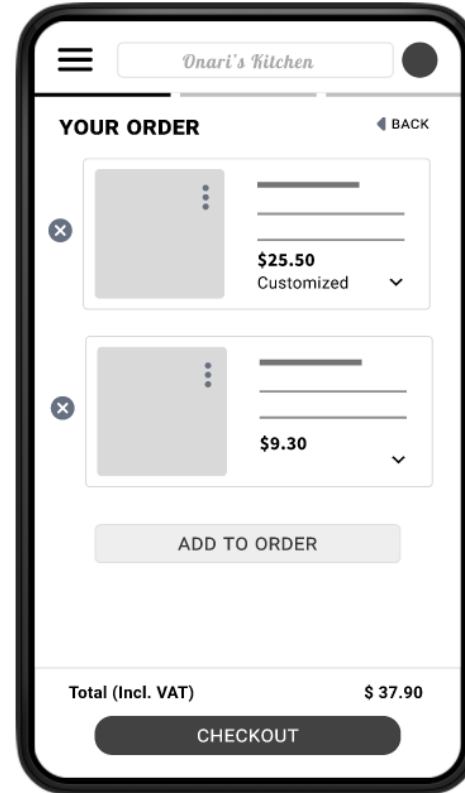 Onari's Kitchen
YOUR ORDER
BACK
$25.50
Customized
$9.30
ADD TO ORDER
Total (Incl. VAT) $ 37.90
CHECKOUT